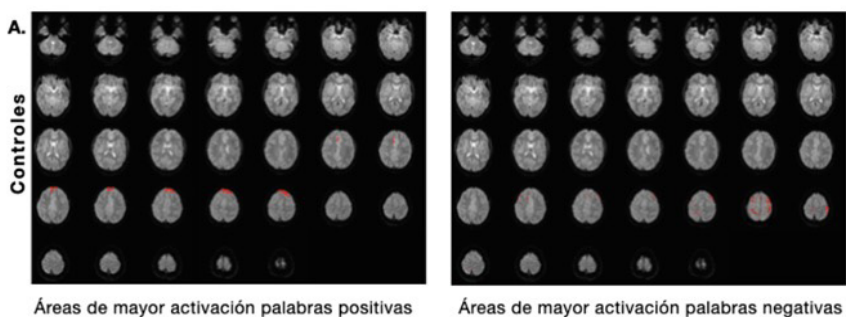 A.
Controles
Áreas de mayor activación palabras positivas
Áreas de mayor activación palabras negativas